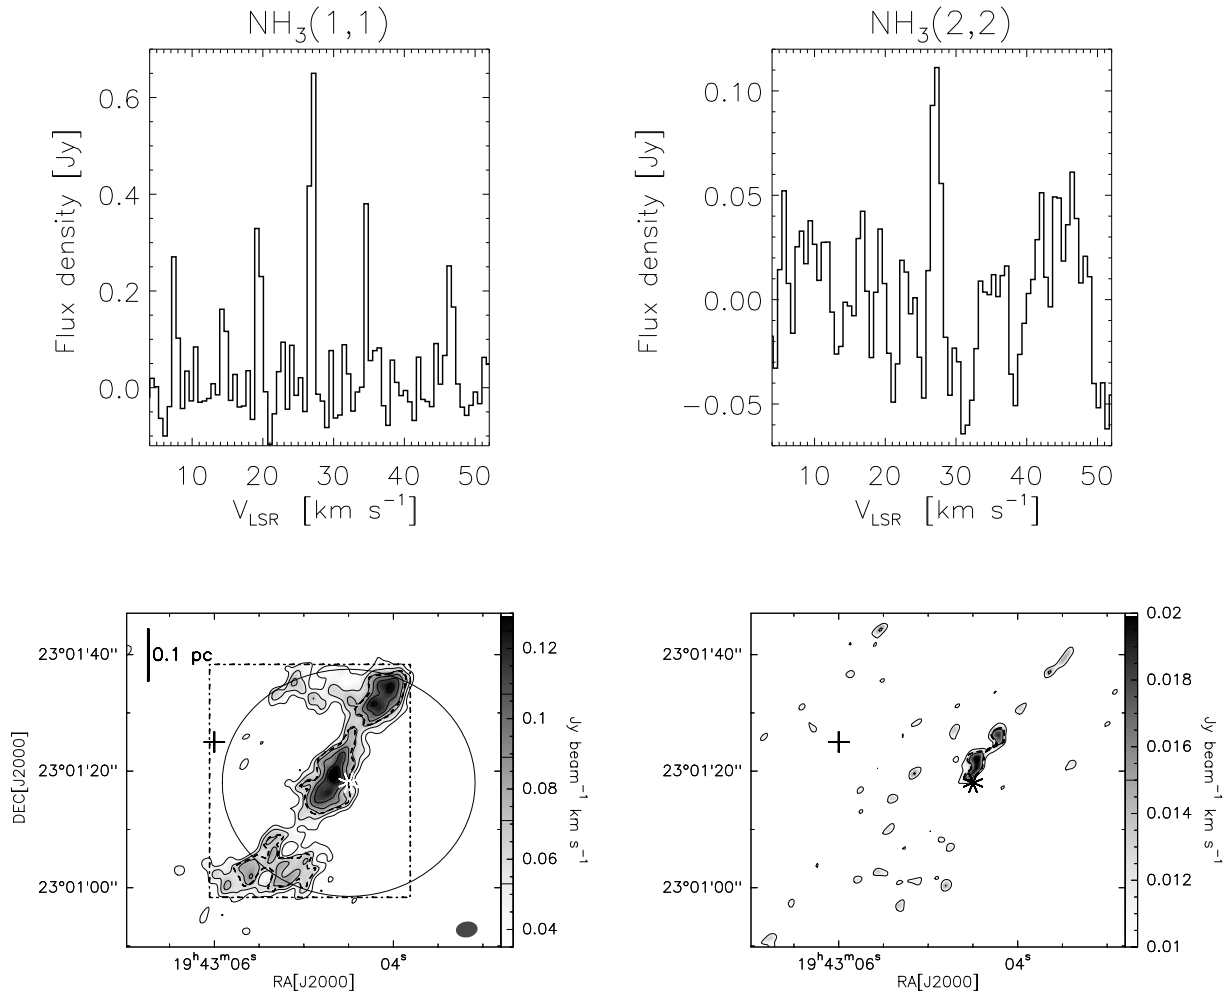 NH₃(1,1)
NH₃(2,2)
Flux density [Jy]
0.6
0.4
0.2
0.0
10 20 30 40 50
V_LSR [km s⁻¹]
Flux density [Jy]
0.10
0.05
0.00
−0.05
10 20 30 40 50
V_LSR [km s⁻¹]
DEC[J2000]
23°01'40''
23°01'20''
23°01'00''
0.1 pc
19ʰ43ᵐ06ˢ 04ˢ
RA[J2000]
0.12
0.1
0.08
0.06
0.04
Jy beam⁻¹ km s⁻¹
23°01'40''
23°01'20''
23°01'00''
19ʰ43ᵐ06ˢ 04ˢ
RA[J2000]
0.02
0.018
0.016
0.014
0.012
0.01
Jy beam⁻¹ km s⁻¹